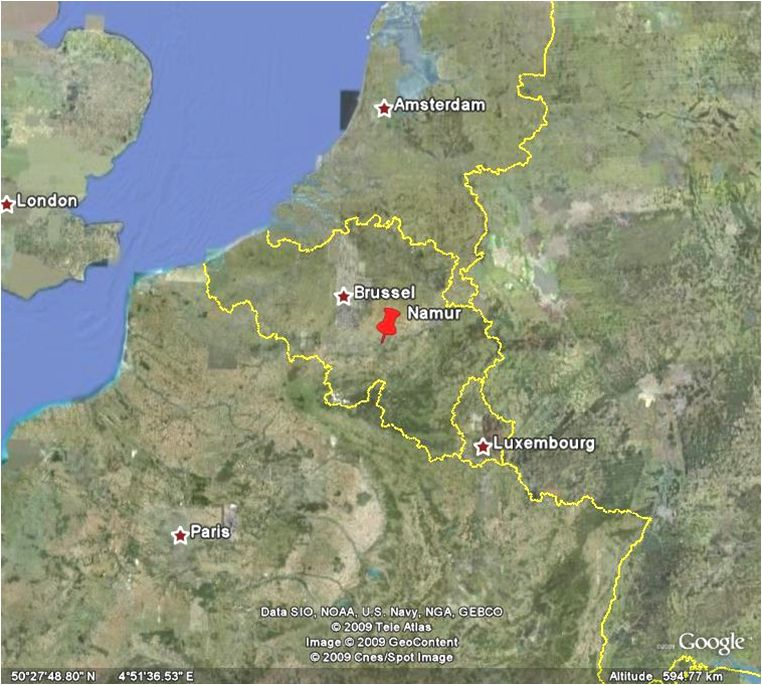 Amsterdam
London
Brussel
Namur
Luxembourg
Paris
Data SIO, NOAA, U.S. Navy, NGA, GEBCO
© 2009 Tele Atlas
Image © 2009 GeoContent
© 2009 Cnes/Spot Image
©2009 Google
50°27'48.80" N 4°51'36.53" E
Altitude 594.77 km